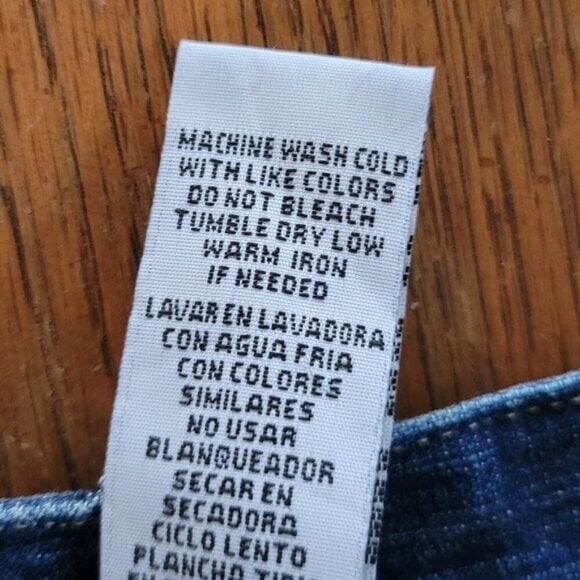 MACHINE WASH COLD
WITH LIKE COLORS
DO NOT BLEACH
TUMBLE DRY LOW
WARM IRON
IF NEEDED
LAVAR EN LAVADORA
CON AGUA FRIA
CON COLORES
SIMILARES
NO USAR
BLANQUEADOR
SECAR EN
SECADORA
CICLO LENTO
PLANCHA